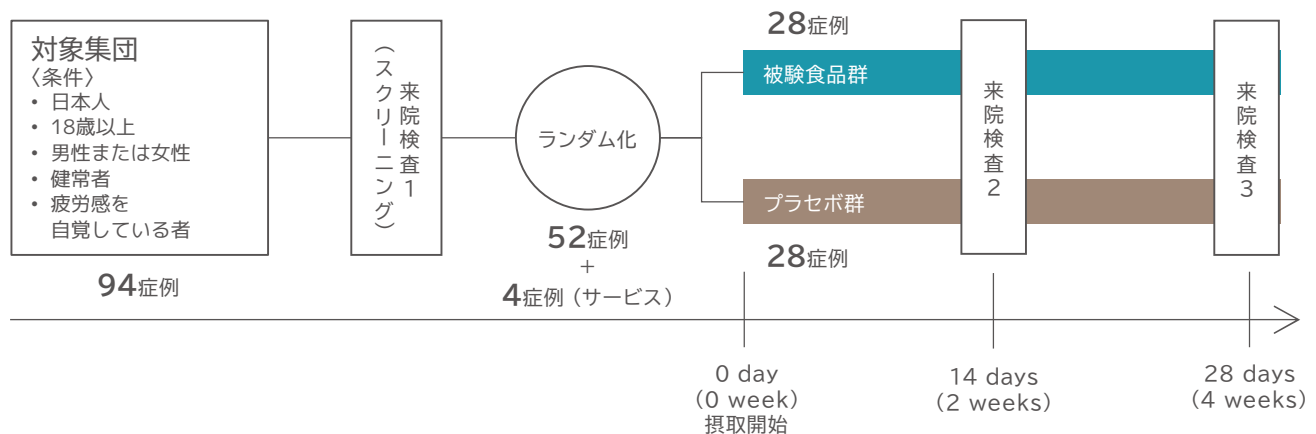 対象集団
〈条件〉
• 日本人
• 18歳以上
• 男性または女性
• 健常者
• 疲労感を
自覚している者
94症例
来院検査1
（スクリーニング）
ランダム化
52症例
+
4症例（サービス）
28症例
被験食品群
プラセボ群
28症例
来院検査2
来院検査3
0 day
(0 week)
摂取開始
14 days
(2 weeks)
28 days
(4 weeks)